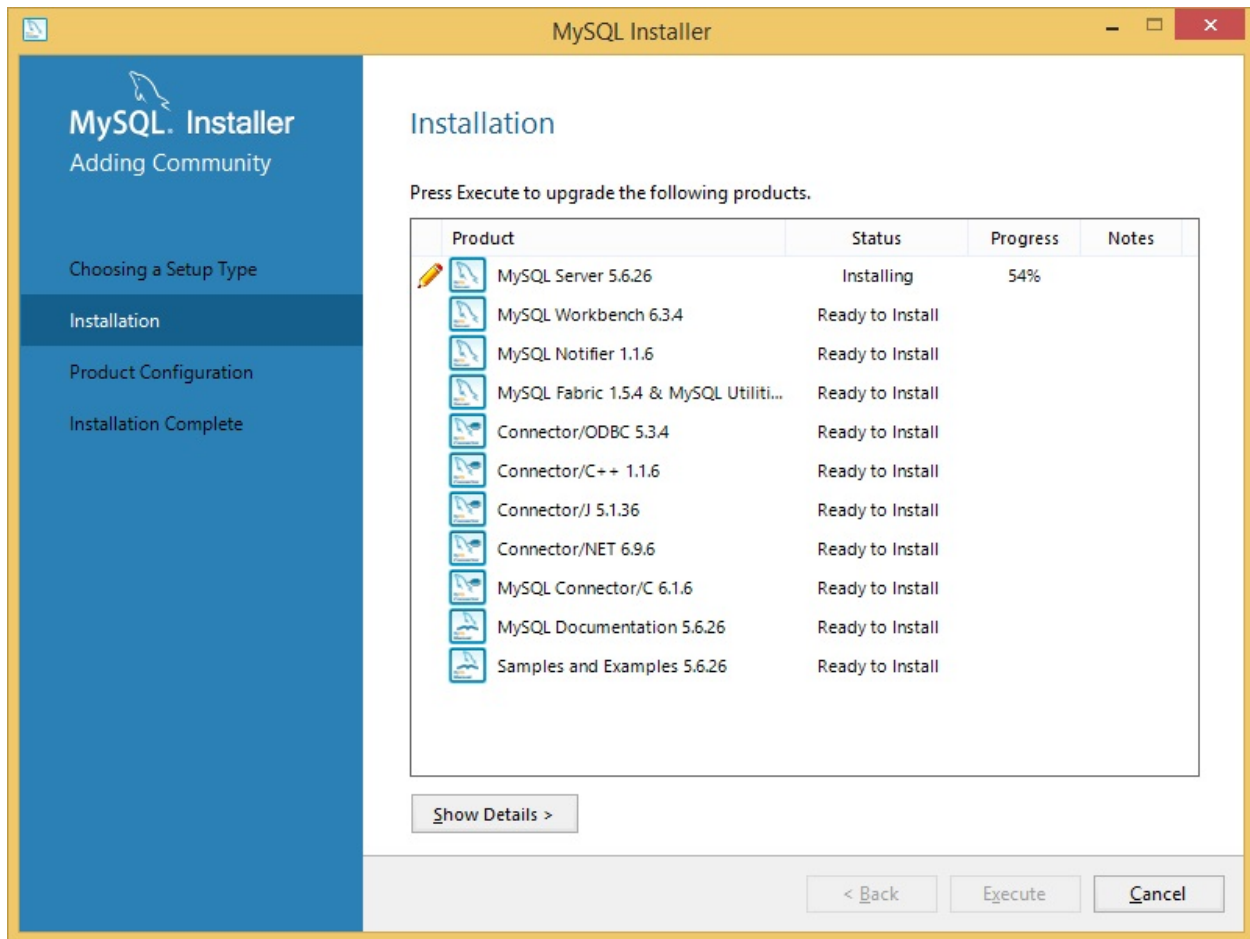 MySQL Installer
MySQL. Installer
Adding Community
Choosing a Setup Type
Installation
Product Configuration
Installation Complete
Installation
Press Execute to upgrade the following products.
Product Status Progress Notes
MySQL Server 5.6.26 Installing 54%
MySQL Workbench 6.3.4 Ready to Install
MySQL Notifier 1.1.6 Ready to Install
MySQL Fabric 1.5.4 & MySQL Utiliti... Ready to Install
Connector/ODBC 5.3.4 Ready to Install
Connector/C++ 1.1.6 Ready to Install
Connector/J 5.1.36 Ready to Install
Connector/NET 6.9.6 Ready to Install
MySQL Connector/C 6.1.6 Ready to Install
MySQL Documentation 5.6.26 Ready to Install
Samples and Examples 5.6.26 Ready to Install
Show Details >
< Back Execute Cancel